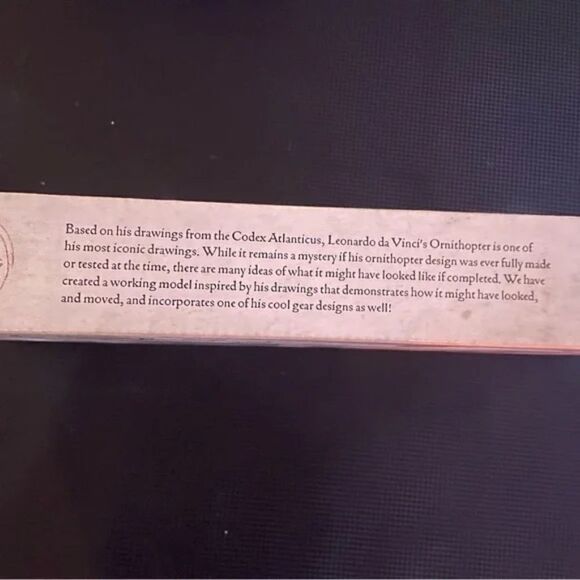 Based on his drawings from the Codex Atlanticus, Leonardo da Vinci's Ornithopter is one of
his most iconic drawings. While it remains a mystery if his ornithopter design was ever fully made
or tested at the time, there are many ideas of what it might have looked like if completed. We have
created a working model inspired by his drawings that demonstrates how it might have looked,
and moved, and incorporates one of his cool gear designs as well!